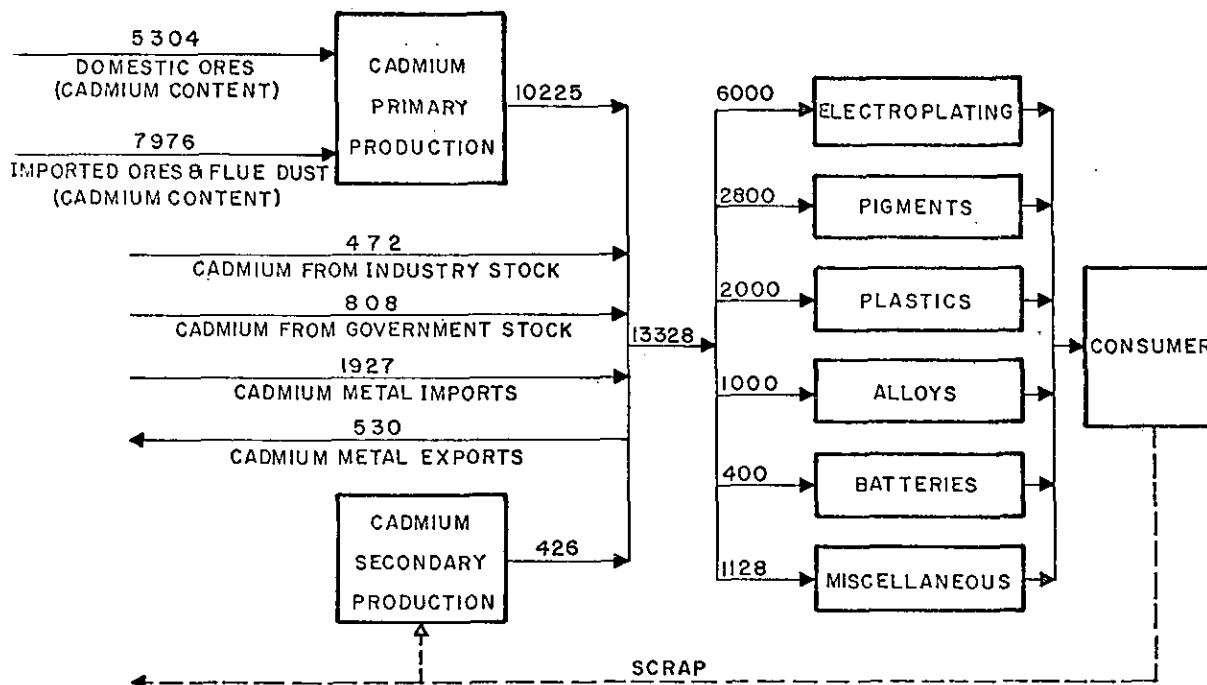 5304
DOMESTIC ORES
(CADMIUM CONTENT)
7976
IMPORTED ORES & FLUE DUST
(CADMIUM CONTENT)
CADMIUM
PRIMARY
PRODUCTION
10225
472
CADMIUM FROM INDUSTRY STOCK
808
CADMIUM FROM GOVERNMENT STOCK
1927
CADMIUM METAL IMPORTS
530
CADMIUM METAL EXPORTS
CADMIUM
SECONDARY
PRODUCTION
426
13328
6000
ELECTROPLATING
2800
PIGMENTS
2000
PLASTICS
1000
ALLOYS
400
BATTERIES
1128
MISCELLANEOUS
CONSUMER
SCRAP